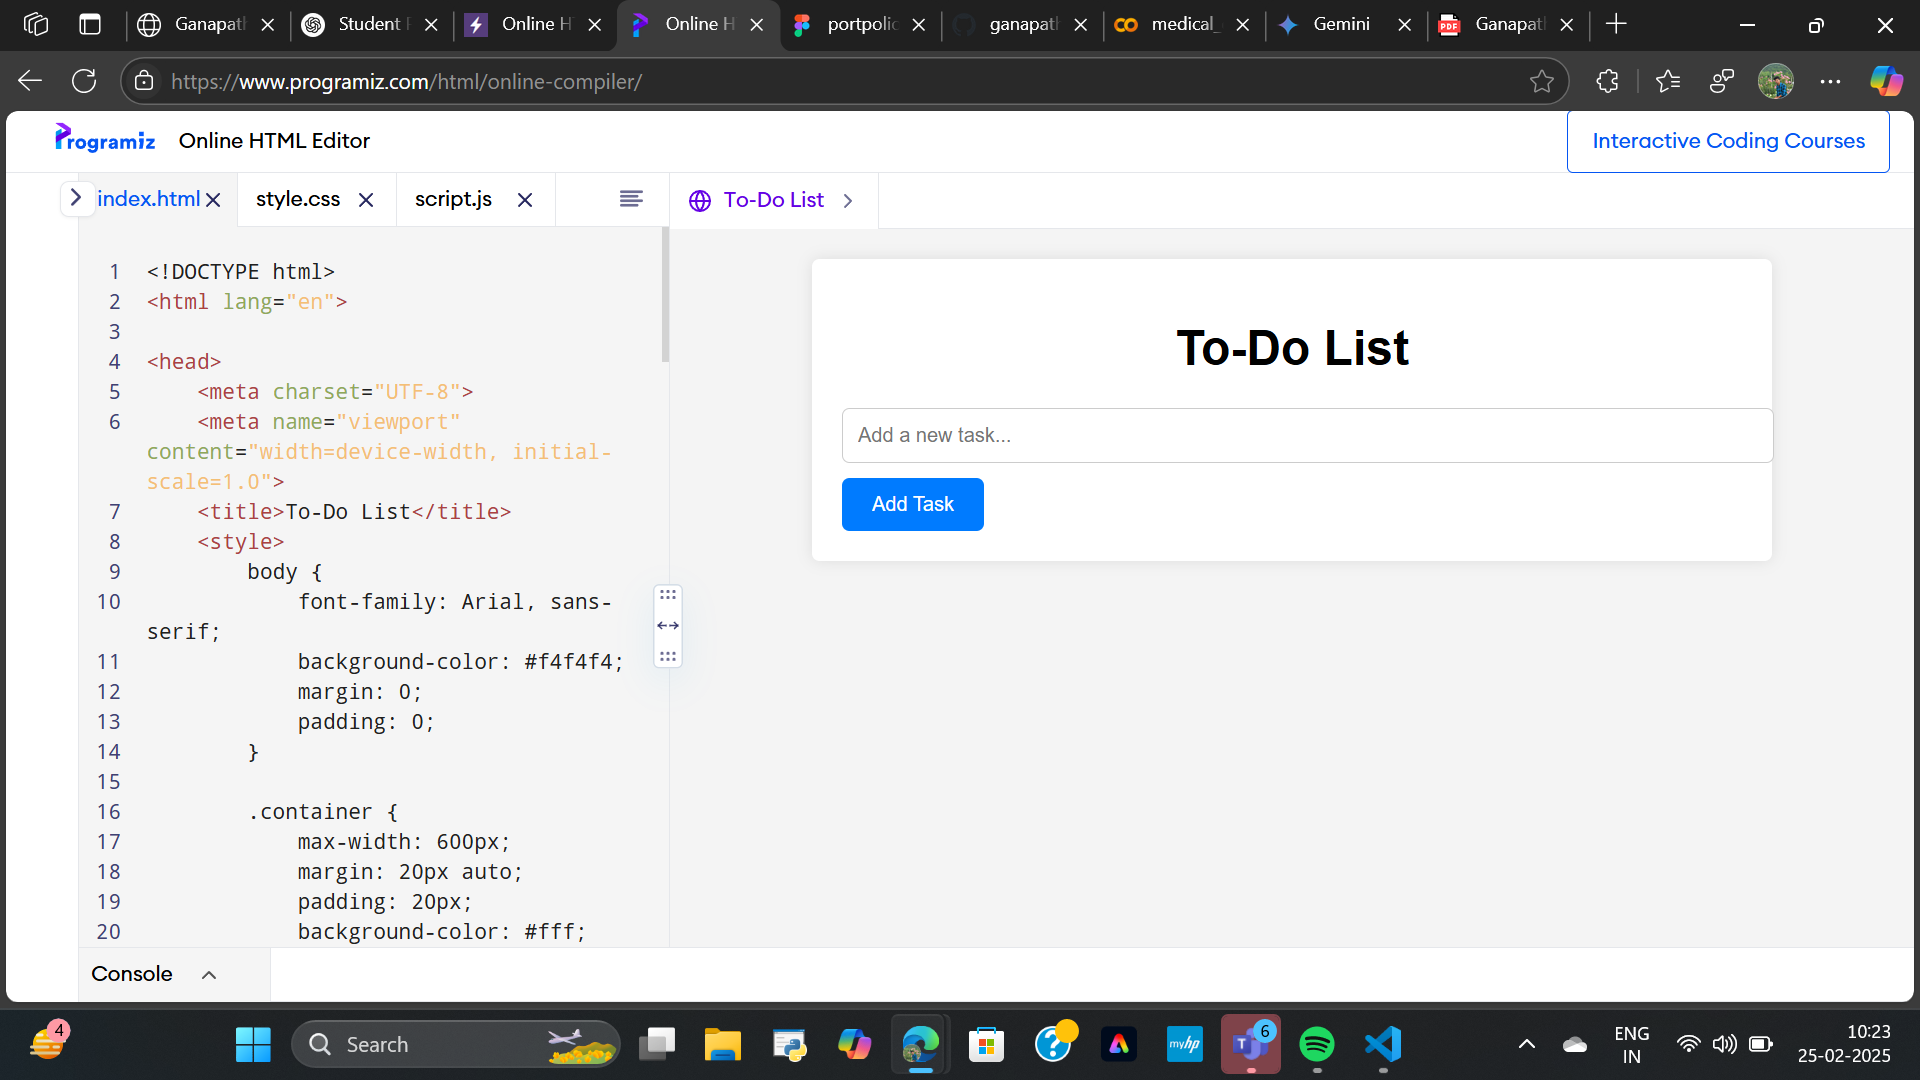 Ganapatl
Student F
Online H
Online H
portpolio
ganapatl
medical_
Gemini
Ganapatl
https://www.programiz.com/html/online-compiler/
Programiz
Online HTML Editor
Interactive Coding Courses
index.html
style.css
script.js
To-Do List
1 <!DOCTYPE html>
2 <html lang="en">
3
4 <head>
5 <meta charset="UTF-8">
6 <meta name="viewport"
content="width=device-width, initial-
scale=1.0">
7 <title>To-Do List</title>
8 <style>
9 body {
10 font-family: Arial, sans-
serif;
11 background-color: #f4f4f4;
12 margin: 0;
13 padding: 0;
14 }
15
16 .container {
17 max-width: 600px;
18 margin: 20px auto;
19 padding: 20px;
20 background-color: #fff;
To-Do List
Add a new task...
Add Task
Console
4
Search
myhp
T
6
ENG
IN
10:23
25-02-2025